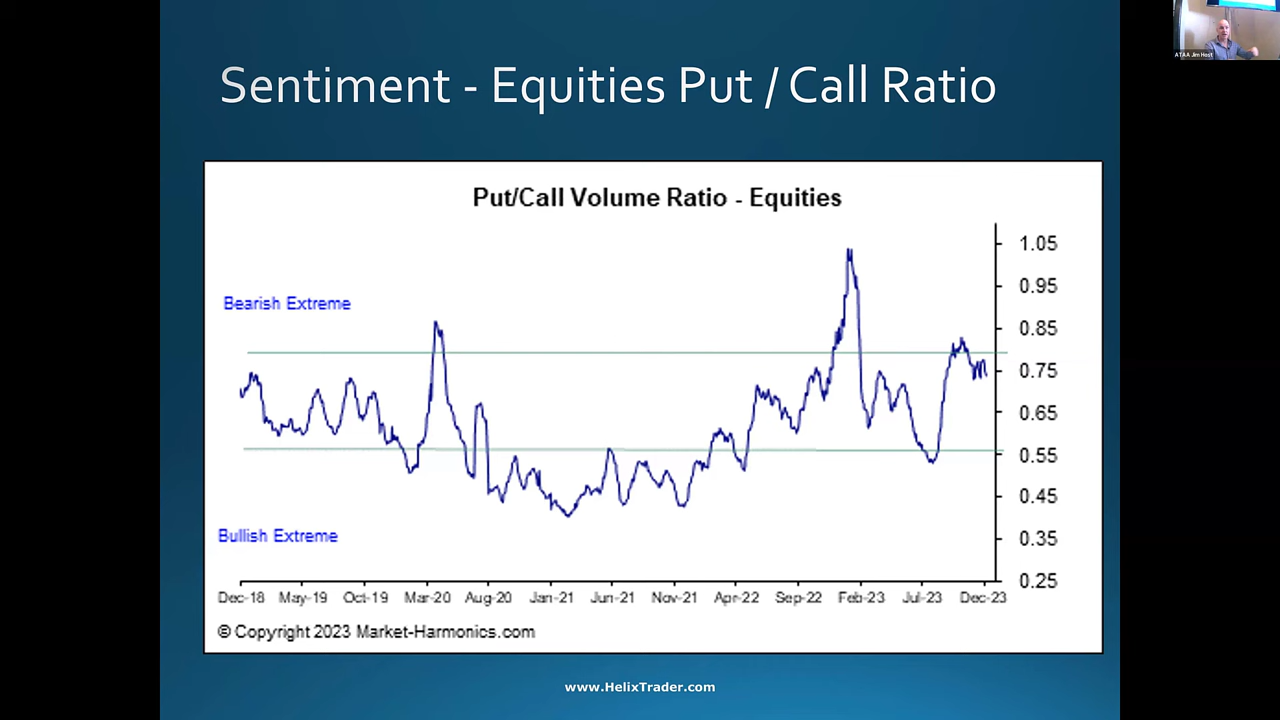 ATAA Jim Host
Sentiment - Equities Put / Call Ratio
Put/Call Volume Ratio - Equities
1.05
0.95
Bearish Extreme
0.85
0.75
0.65
0.55
0.45
Bullish Extreme
0.35
0.25
Dec-18 May-19 Oct-19 Mar-20 Aug-20 Jan-21 Jun-21 Nov-21 Apr-22 Sep-22 Feb-23 Jul-23 Dec-23
© Copyright 2023 Market-Harmonics.com
www.HelixTrader.com